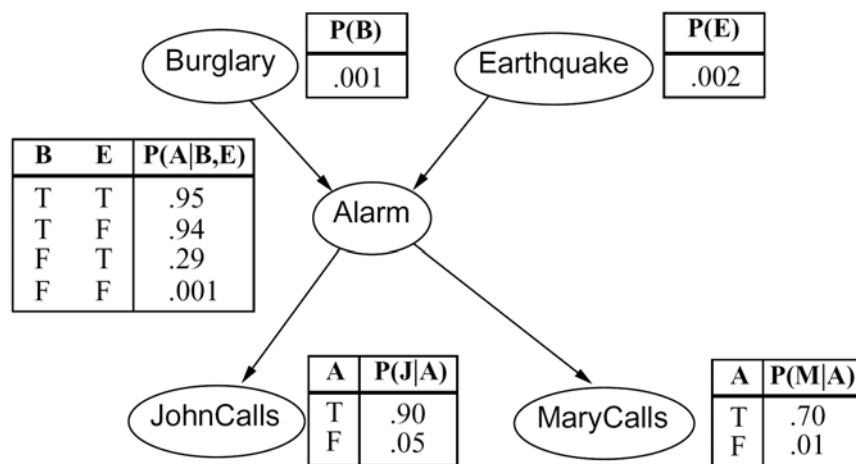 P(B)
Burglary
.001
P(E)
Earthquake
.002
B E P(A|B,E)
T T .95
T F .94
F T .29
F F .001
Alarm
JohnCalls
A P(J|A)
T .90
F .05
MaryCalls
A P(M|A)
T .70
F .01